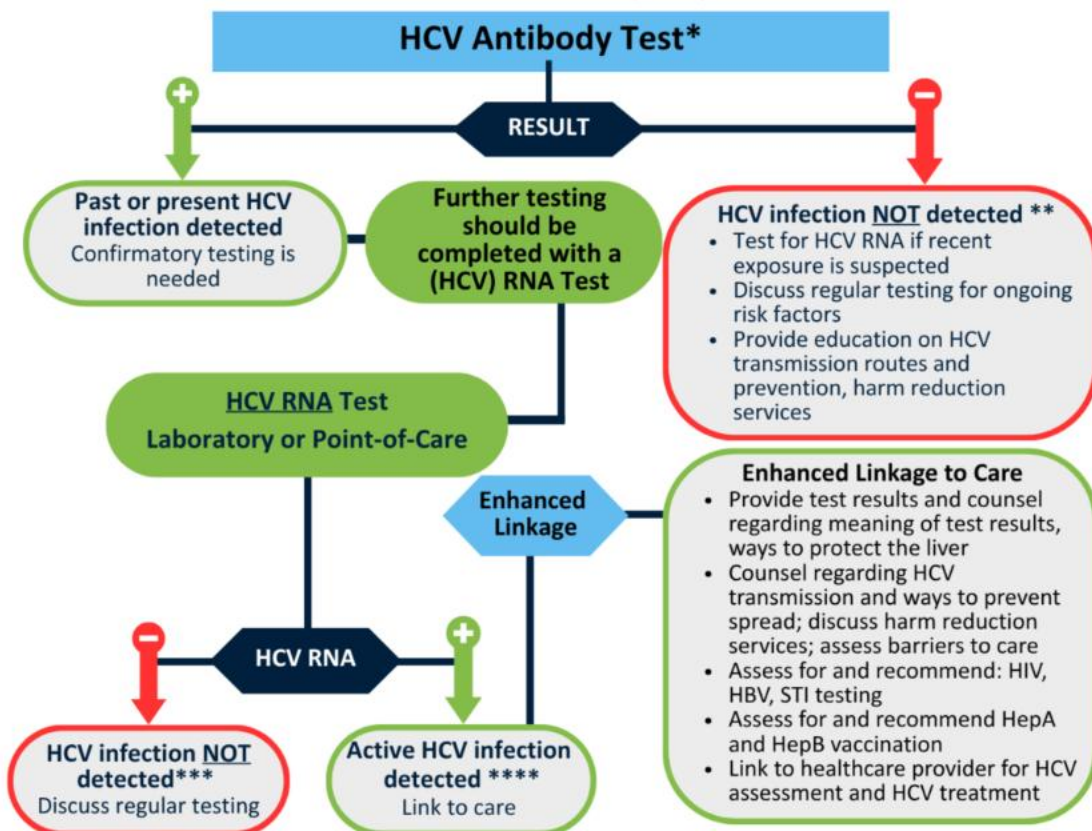 HCV Antibody Test*
RESULT
Past or present HCV
infection detected
Confirmatory testing is
needed
Further testing
should be
completed with a
(HCV) RNA Test
HCV infection NOT detected **
• Test for HCV RNA if recent
exposure is suspected
• Discuss regular testing for ongoing
risk factors
• Provide education on HCV
transmission routes and
prevention, harm reduction
services
HCV RNA Test
Laboratory or Point-of-Care
Enhanced
Linkage
Enhanced Linkage to Care
• Provide test results and counsel
regarding meaning of test results,
ways to protect the liver
• Counsel regarding HCV
transmission and ways to prevent
spread; discuss harm reduction
services; assess barriers to care
• Assess for and recommend: HIV,
HBV, STI testing
• Assess for and recommend HepA
and HepB vaccination
• Link to healthcare provider for HCV
assessment and HCV treatment
HCV RNA
HCV infection NOT
detected***
Discuss regular testing
Active HCV infection
detected ****
Link to care